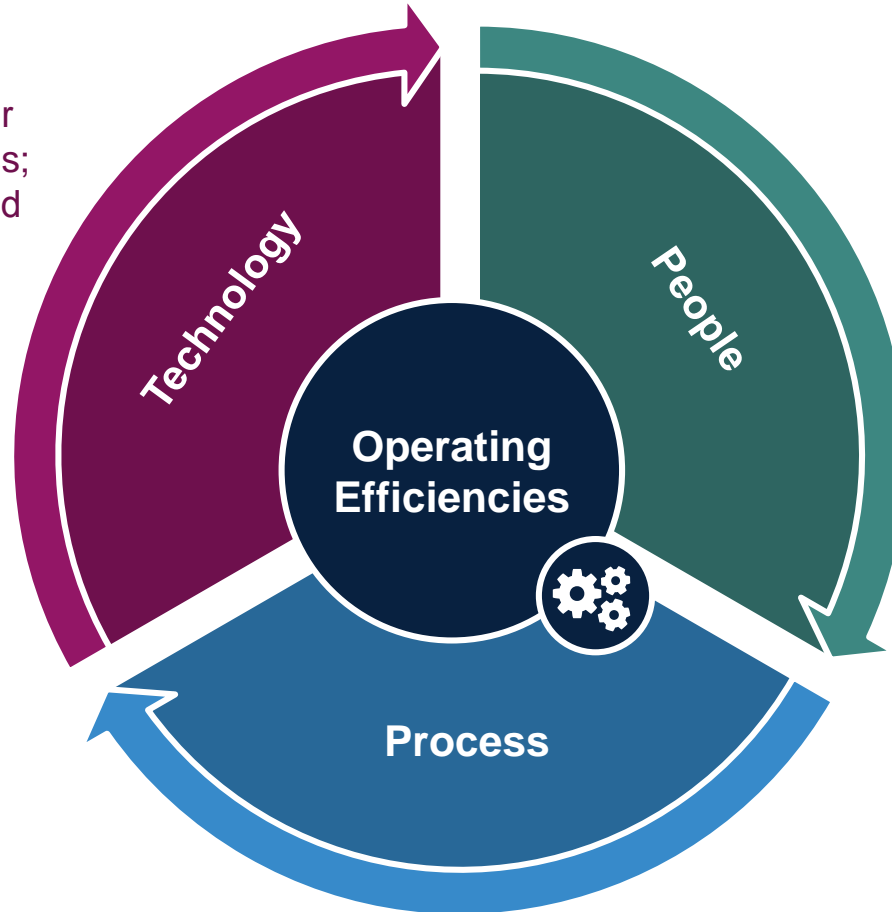 r
s;
d
Technology
People
Operating
Efficiencies
Process